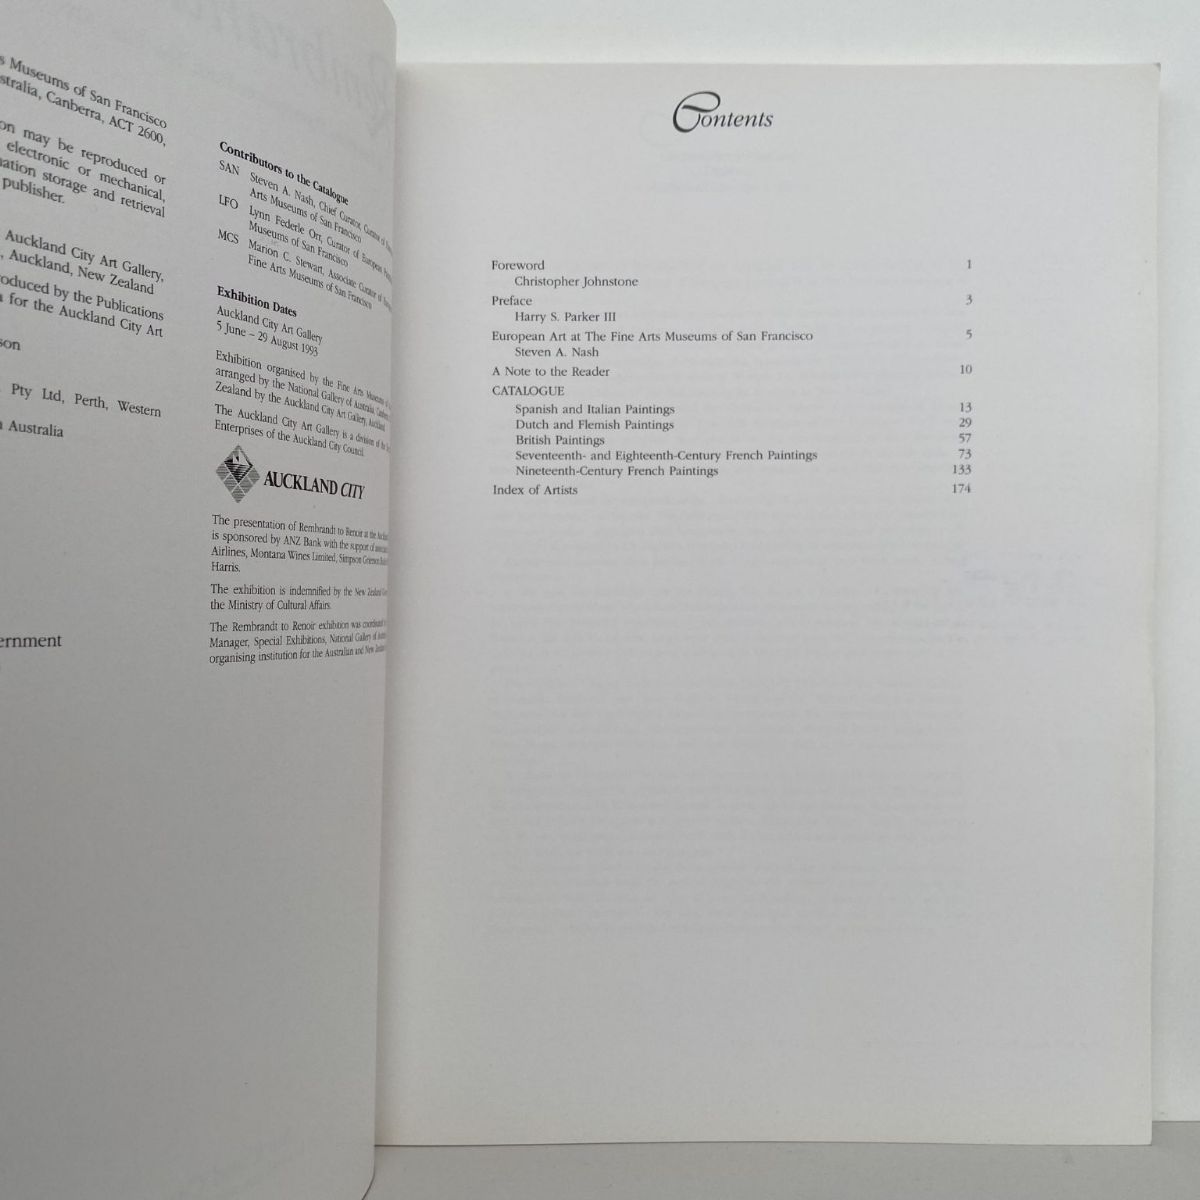 s Museums of San Francisco
stralia, Canberra, ACT 2600,
on may be reproduced or
electronic or mechanical,
ation storage and retrieval
publisher.
Auckland City Art Gallery,
, Auckland, New Zealand
oduced by the Publications
for the Auckland City Art
son
Pty Ltd, Perth, Western
Australia
ernment
Contributors to the Catalogue
SAN Steven A. Nash, Chief Curator, Curator of
Arts Museums of San Francisco
LFO Lynn Federle Orr, Curator of European
Museums of San Francisco
MCS Marion C. Stewart, Associate Curator of
Fine Arts Museums of San Francisco
Exhibition Dates
Auckland City Art Gallery
5 June – 29 August 1993
Exhibition organised by the Fine Arts Museums of
arranged by the National Gallery of Australia,
Zealand by the Auckland City Art Gallery, Auckland
The Auckland City Art Gallery is a division of the
Enterprises of the Auckland City Council.
AUCKLAND CITY
The presentation of Rembrandt to Renoir at the
is sponsored by ANZ Bank with the support of
Airlines, Montana Wines Limited, Simpson Grierson
Harris.
The exhibition is indemnified by the New Zealand
the Ministry of Cultural Affairs.
The Rembrandt to Renoir exhibition was coordinated
Manager, Special Exhibitions, National Gallery of
organising institution for the Australian and New
Contents
Foreword 1
Christopher Johnstone
Preface 3
Harry S. Parker III
European Art at The Fine Arts Museums of San Francisco 5
Steven A. Nash
A Note to the Reader 10
CATALOGUE
Spanish and Italian Paintings 13
Dutch and Flemish Paintings 29
British Paintings 57
Seventeenth- and Eighteenth-Century French Paintings 73
Nineteenth-Century French Paintings 133
Index of Artists 174